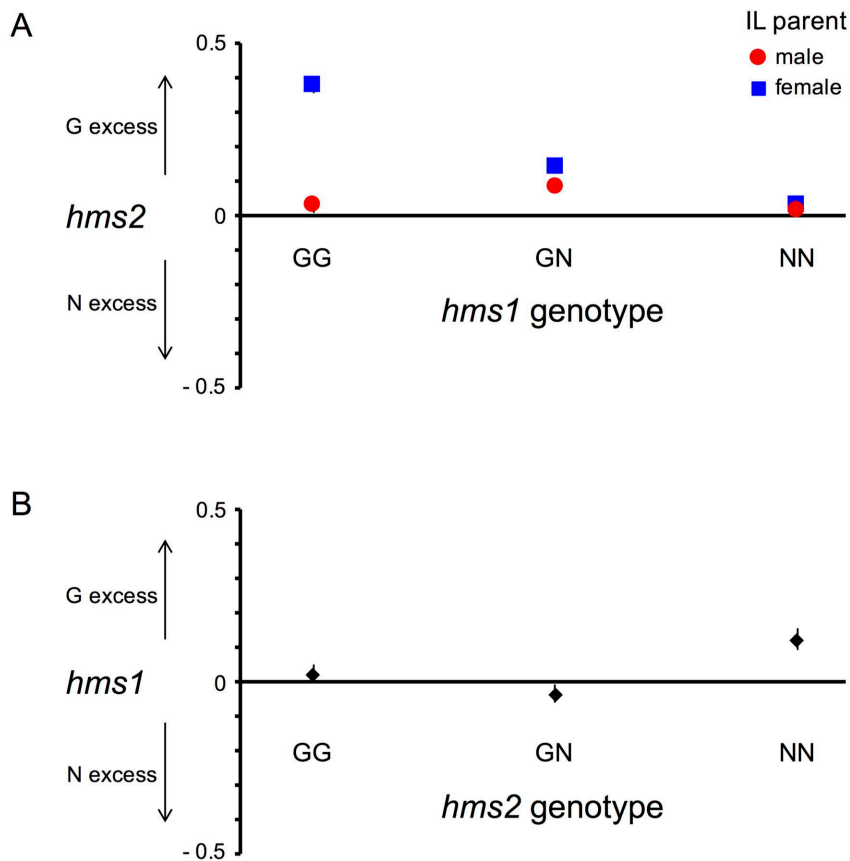 A
IL parent
male
female
0.5
G excess
hms2
0
N excess
GG
GN
NN
hms1 genotype
- 0.5
B
0.5
G excess
hms1
0
N excess
GG
GN
NN
hms2 genotype
- 0.5